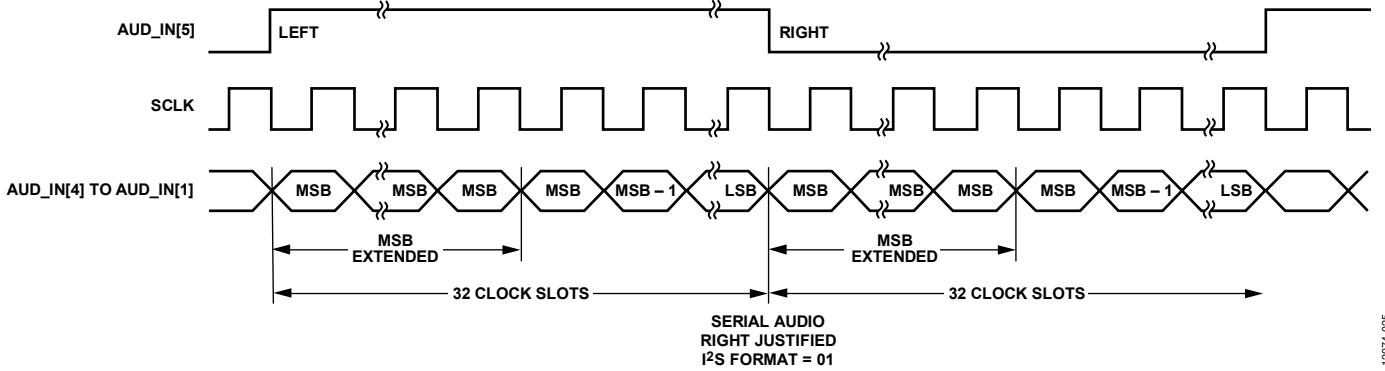 AUD_IN[5]
LEFT
RIGHT
SCLK
AUD_IN[4] TO AUD_IN[1]
MSB MSB MSB MSB MSB – 1 LSB MSB MSB MSB MSB MSB – 1 LSB
MSB
EXTENDED
MSB
EXTENDED
32 CLOCK SLOTS
32 CLOCK SLOTS
SERIAL AUDIO
RIGHT JUSTIFIED
I2S FORMAT = 01